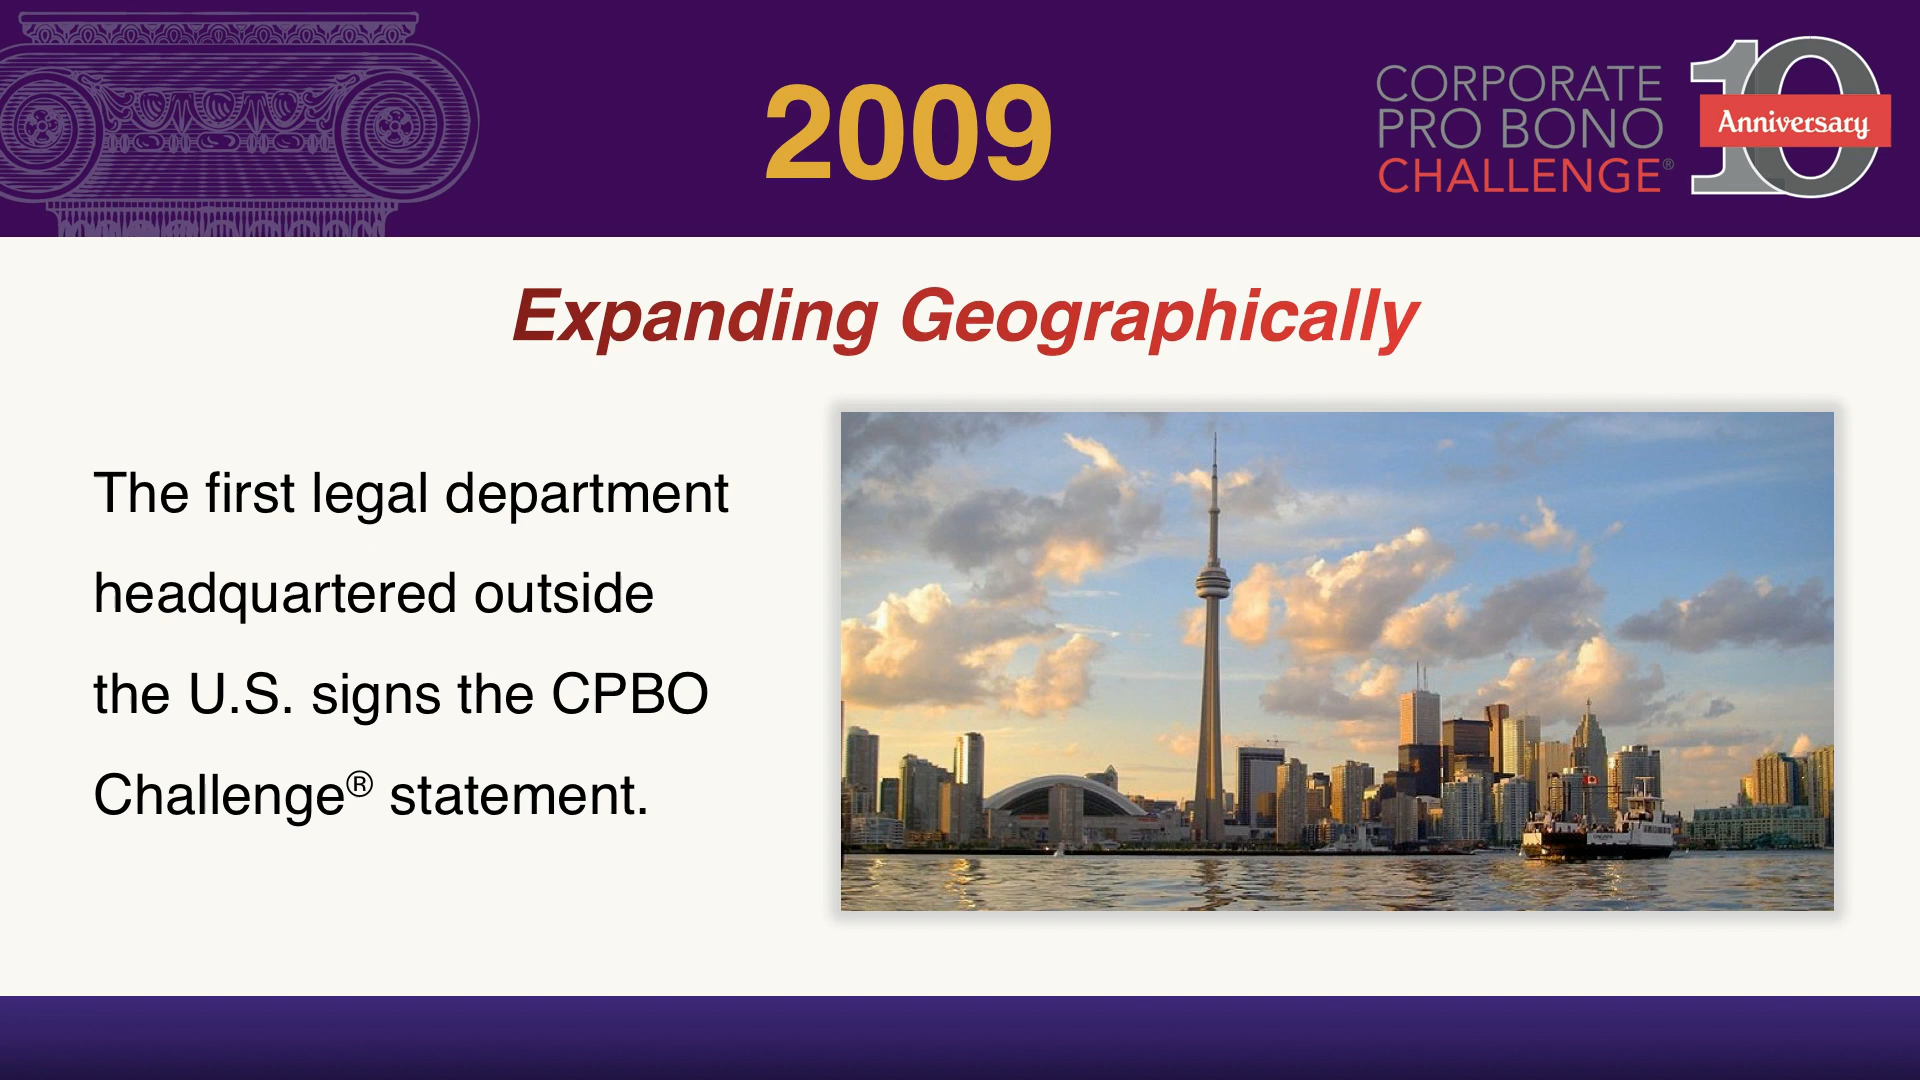 2009
CORPORATE
PRO BONO
CHALLENGE®
10
Anniversary
Expanding Geographically
The first legal department
headquartered outside
the U.S. signs the CPBO
Challenge® statement.